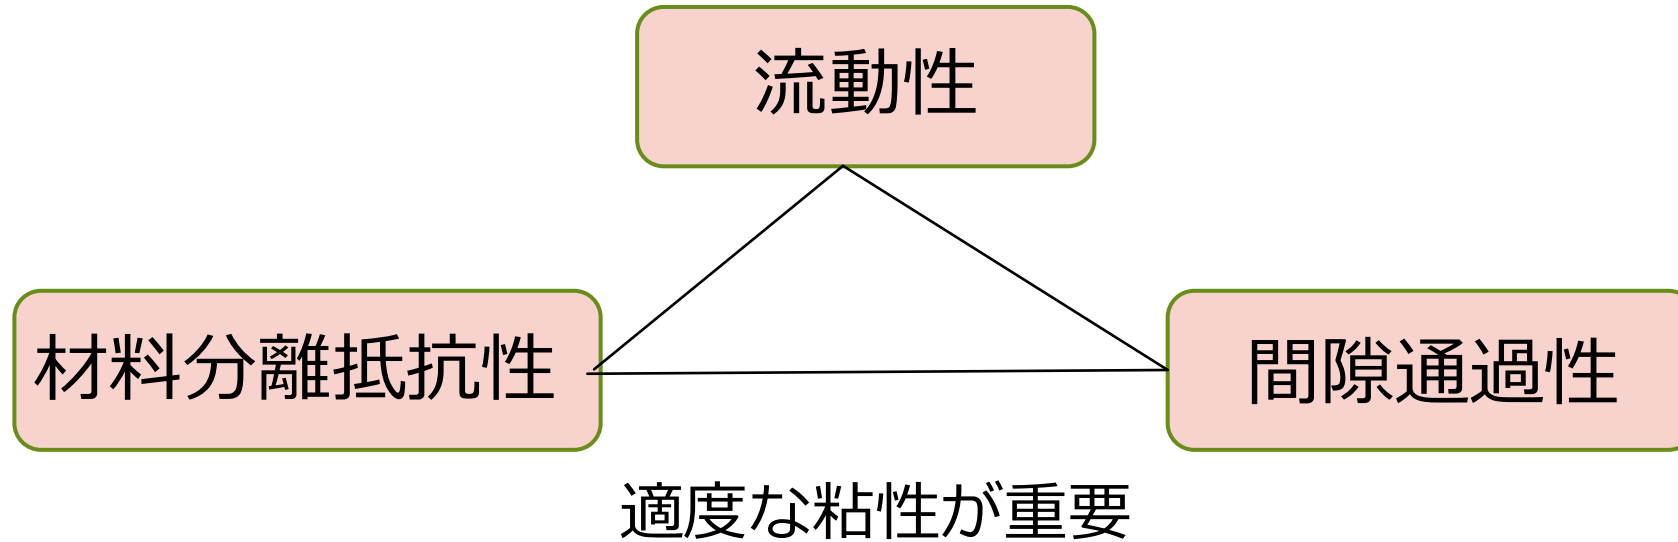 流動性
材料分離抵抗性
間隙通過性
適度な粘性が重要